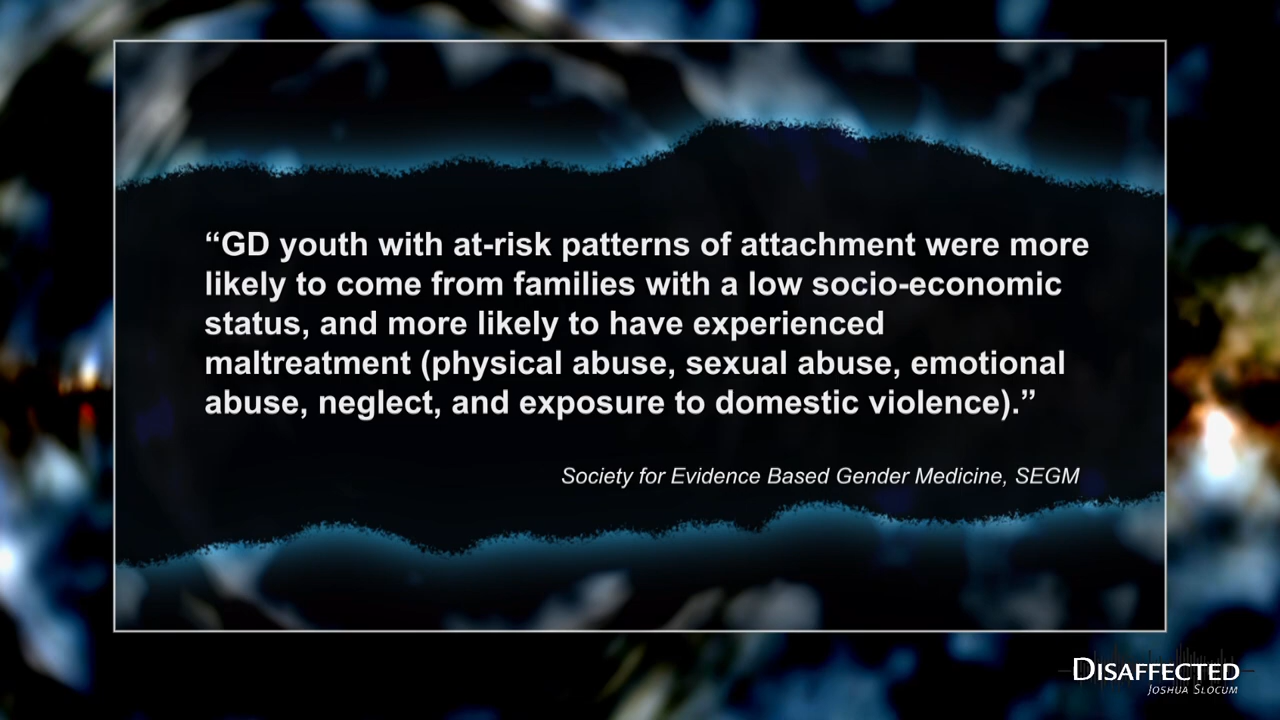 “GD youth with at-risk patterns of attachment were more
likely to come from families with a low socio-economic
status, and more likely to have experienced
maltreatment (physical abuse, sexual abuse, emotional
abuse, neglect, and exposure to domestic violence).”
Society for Evidence Based Gender Medicine, SEGM
DISAFFECTED
JOSHUA SLOCUM